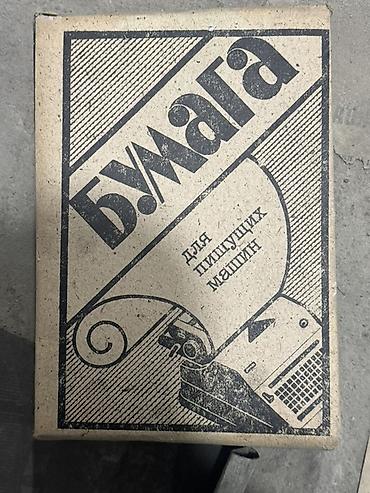 Бумага
для
пишущих
машин